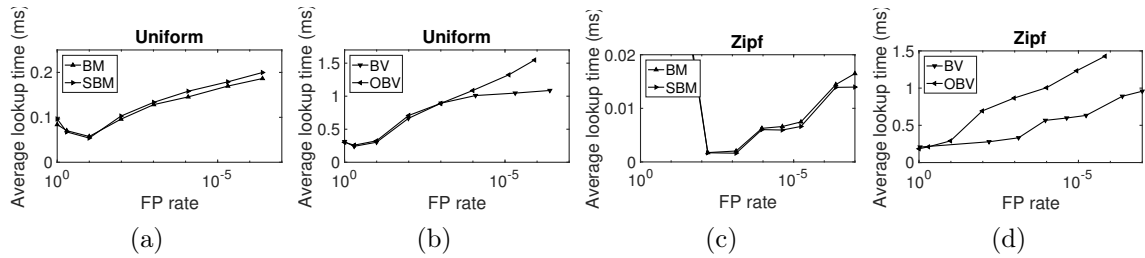 Uniform
Average lookup time (ms)
0.2
0.1
0
BM
SBM
10^0
10^-5
FP rate
(a)
Uniform
Average lookup time (ms)
1.5
1
0.5
0
BV
OBV
10^0
10^-5
FP rate
(b)
Zipf
Average lookup time (ms)
0.02
0.01
0
BM
SBM
10^0
10^-5
FP rate
(c)
Zipf
Average lookup time (ms)
1.5
1
0.5
0
BV
OBV
10^0
10^-5
FP rate
(d)